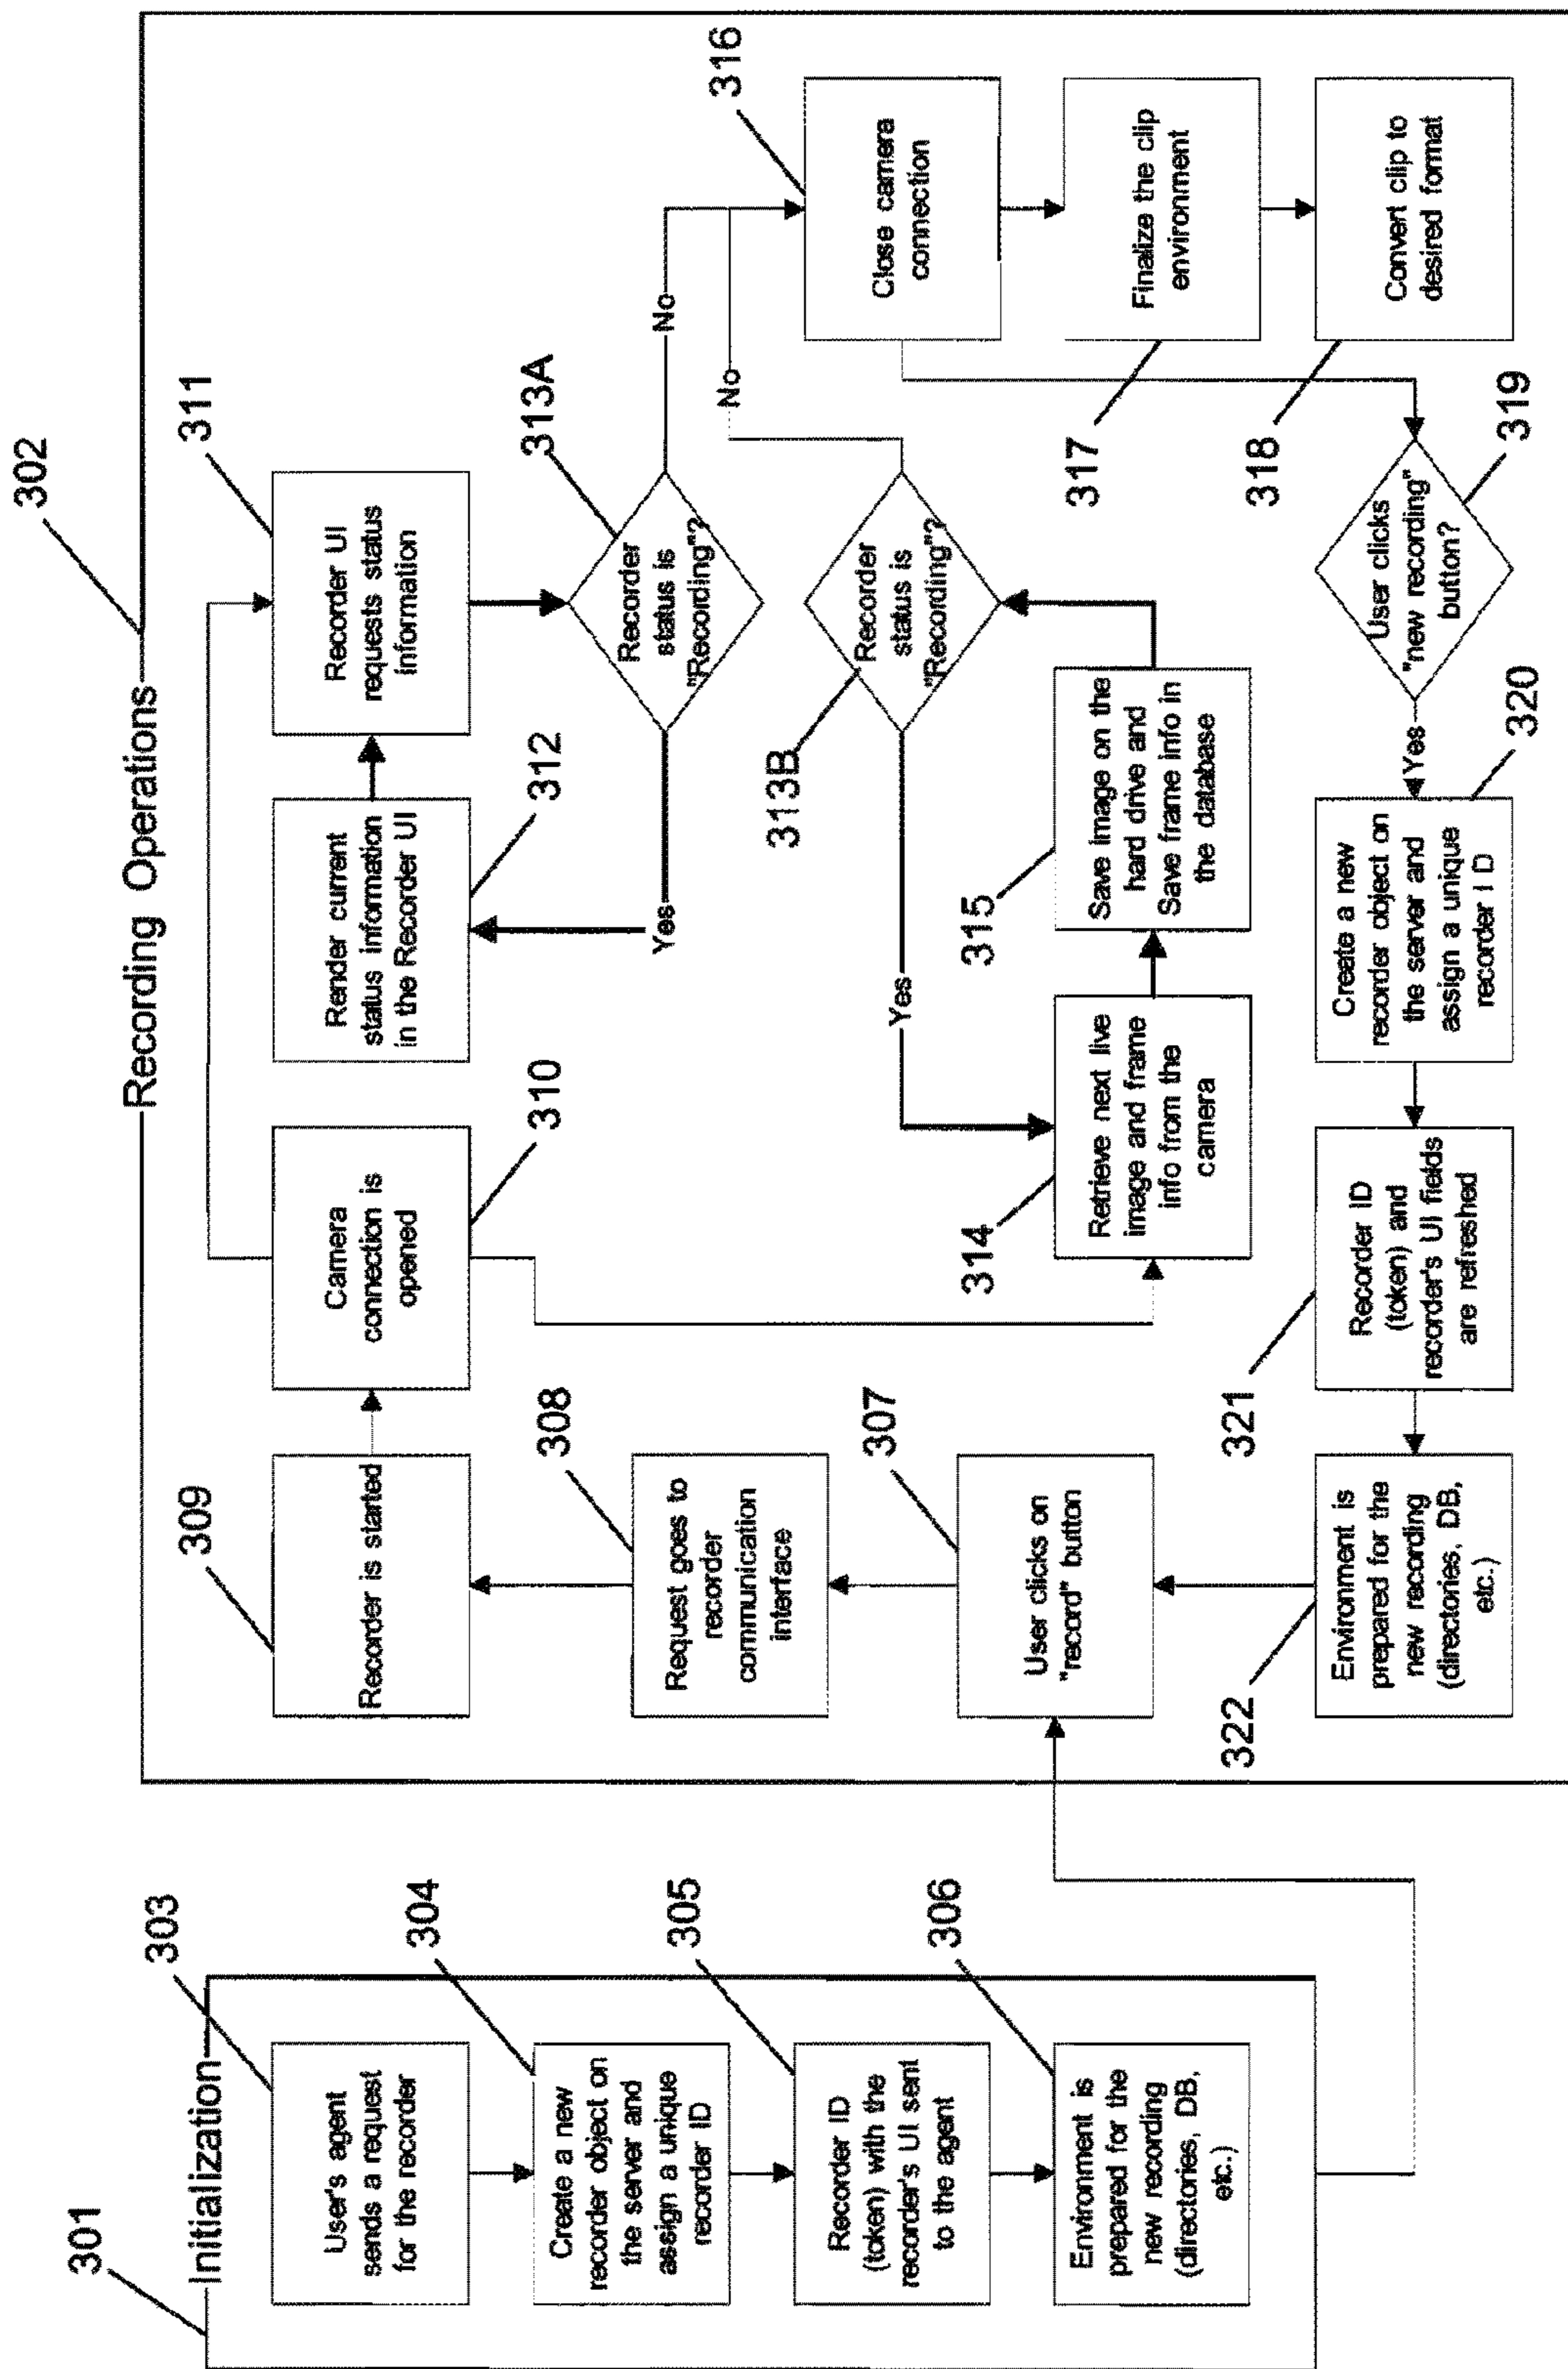 301
Initialization
303
User's agent
sends a request
for the recorder
304
Create a new
recorder object on
the server and
assign a unique
recorder ID
305
Recorder ID
(token) with the
recorder's UI sent
to the agent
306
Environment is
prepared for the
new recording
(directories, DB,
etc.)
302
Recording Operations
309
Recorder is started
308
Request goes to
recorder
communication
interface
307
User clicks on
"record" button
310
Camera
connection is
opened
312
Render current
status information
in the Recorder UI
311
Recorder UI
requests status
information
313A
Recorder
status is
"Recording"?
Yes
No
313B
Recorder
status is
"Recording"?
Yes
No
314
Retrieve next live
image and frame
info from the
camera
315
Save image on the
hard drive and
Save frame info in
the database
316
Close camera
connection
317
Finalize the clip
environment
318
Convert clip to
desired format
319
User clicks
"new recording"
button?
Yes
320
Create a new
recorder object on
the server and
assign a unique
recorder I D
321
Recorder ID
(token) and
recorder's UI fields
are refreshed
322
Environment is
prepared for the
new recording
(directories, DB,
etc.)